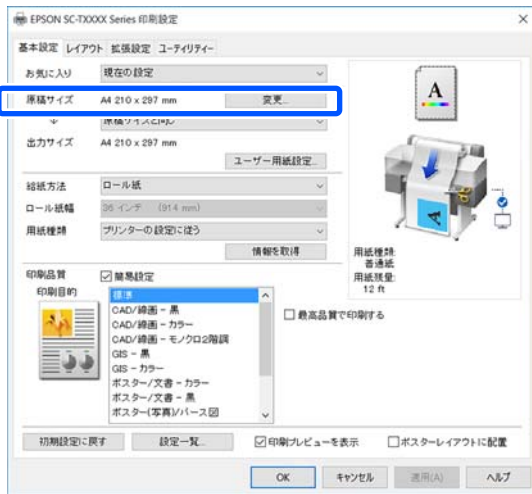 EPSON SC-TXXXX Series 印刷設定
基本設定 レイアウト 拡張設定 ユーティリティー
お気に入り 現在の設定
原稿サイズ A4 210 x 297 mm 変更...
原稿サイズと同じ
出力サイズ A4 210 x 297 mm
ユーザー用紙設定...
給紙方法 ロール紙
ロール紙幅 36 インチ (914 mm)
用紙種類 プリンターの設定に従う
情報を取得
A
用紙種類:
普通紙
用紙残量:
12 ft
印刷品質 簡易設定
印刷目的 標準
CAD/線画 - 黒
CAD/線画 - カラー
CAD/線画 - モノクロ2階調
GIS - 黒
GIS - カラー
ポスター/文書 - カラー
ポスター/文書 - 黒
ポスター(写真)/パース図
最高品質で印刷する
初期設定に戻す 設定一覧... 印刷プレビューを表示 ポスターレイアウトに配置
OK キャンセル 適用(A) ヘルプ